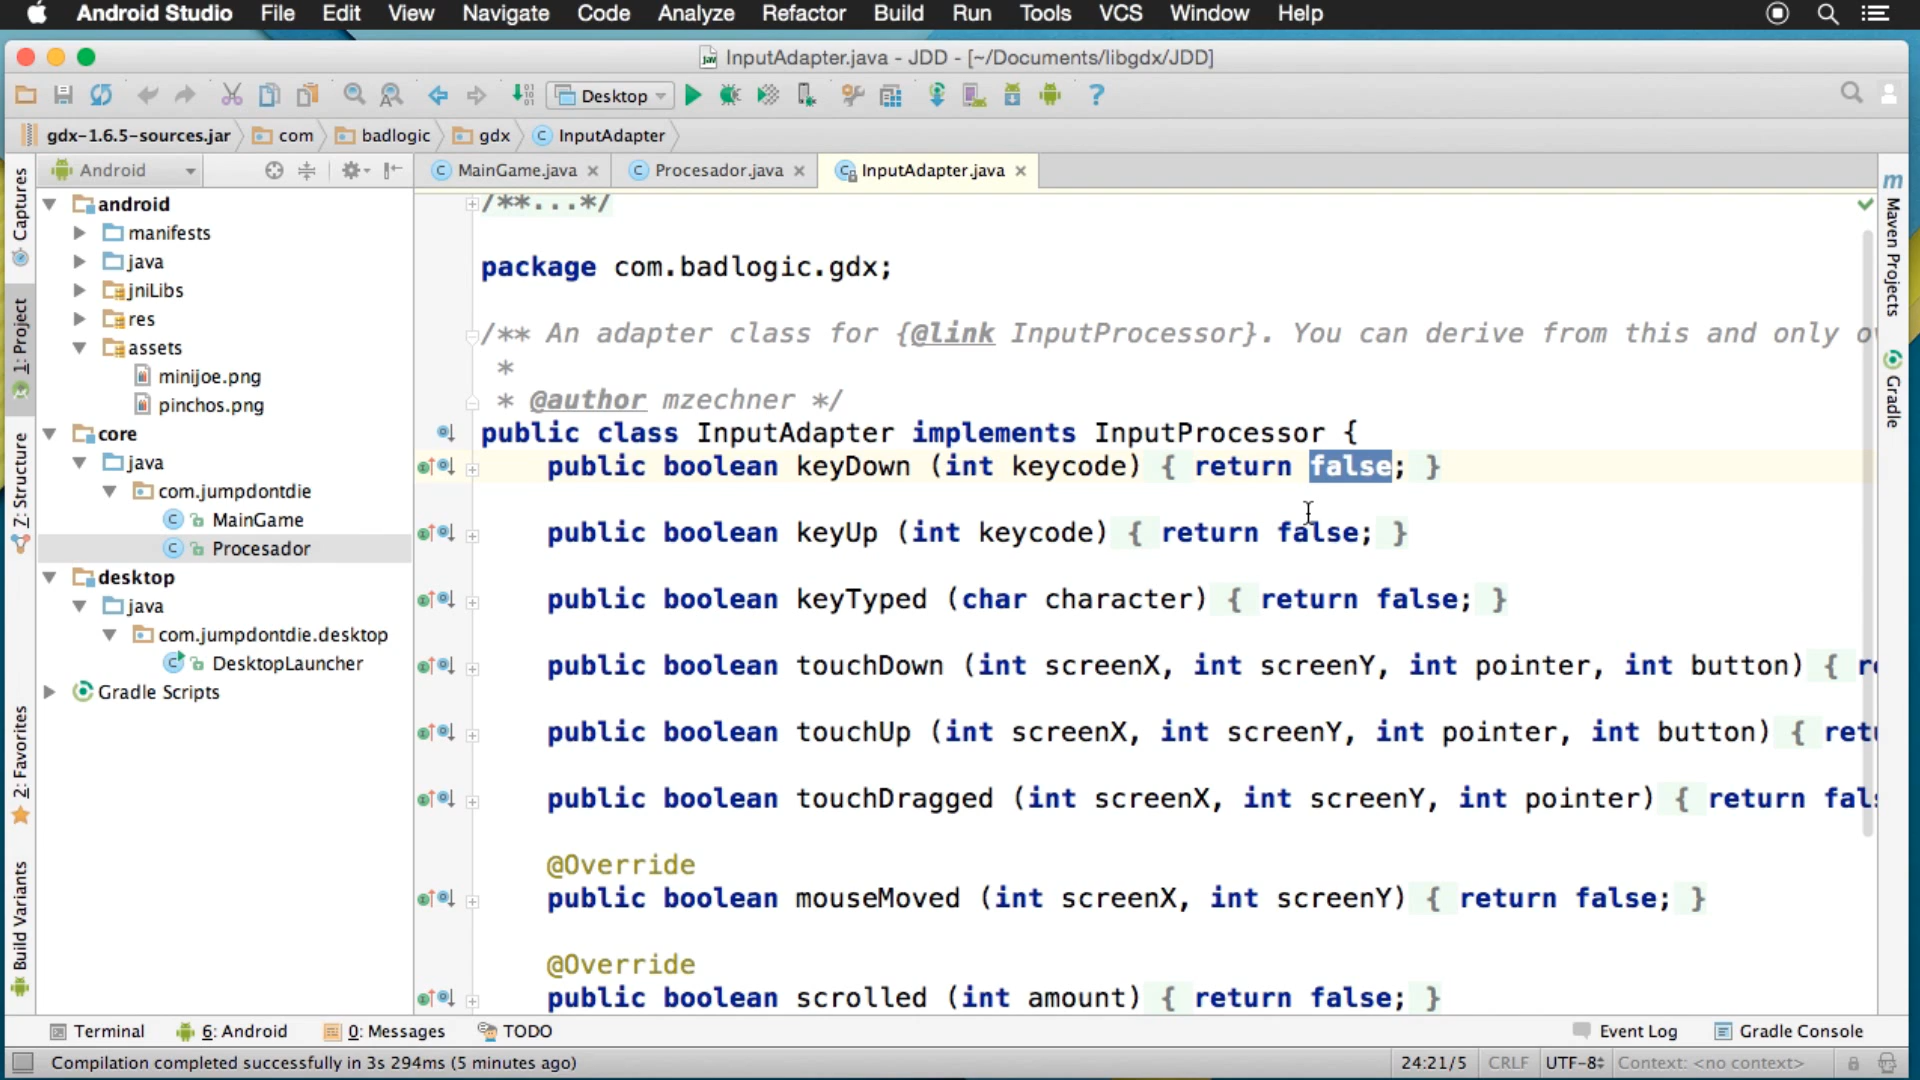 Android Studio File Edit View Navigate Code Analyze Refactor Build Run Tools VCS Window Help
InputAdapter.java - JDD - [~/Documents/libgdx/JDD]
Desktop
gdx-1.6.5-sources.jar com badlogic gdx InputAdapter
Android
MainGame.java Procesador.java InputAdapter.java
Captures
1: Project
7: Structure
2: Favorites
Build Variants
android
manifests
java
jniLibs
res
assets
minijoe.png
pinchos.png
core
java
com.jumpdontdie
MainGame
Procesador
desktop
java
com.jumpdontdie.desktop
DesktopLauncher
Gradle Scripts
/**...*/
package com.badlogic.gdx;
/** An adapter class for {@link InputProcessor}. You can derive from this and only
*
* @author mzechner */
public class InputAdapter implements InputProcessor {
public boolean keyDown (int keycode) { return false; }
public boolean keyUp (int keycode) { return false; }
public boolean keyTyped (char character) { return false; }
public boolean touchDown (int screenX, int screenY, int pointer, int button) {
public boolean touchUp (int screenX, int screenY, int pointer, int button) {
public boolean touchDragged (int screenX, int screenY, int pointer) { return
@Override
public boolean mouseMoved (int screenX, int screenY) { return false; }
@Override
public boolean scrolled (int amount) { return false; }
Maven Projects
Gradle
Terminal 6: Android 0: Messages TODO Event Log Gradle Console
Compilation completed successfully in 3s 294ms (5 minutes ago) 24:21/5 CRLF UTF-8 Context: <no context>